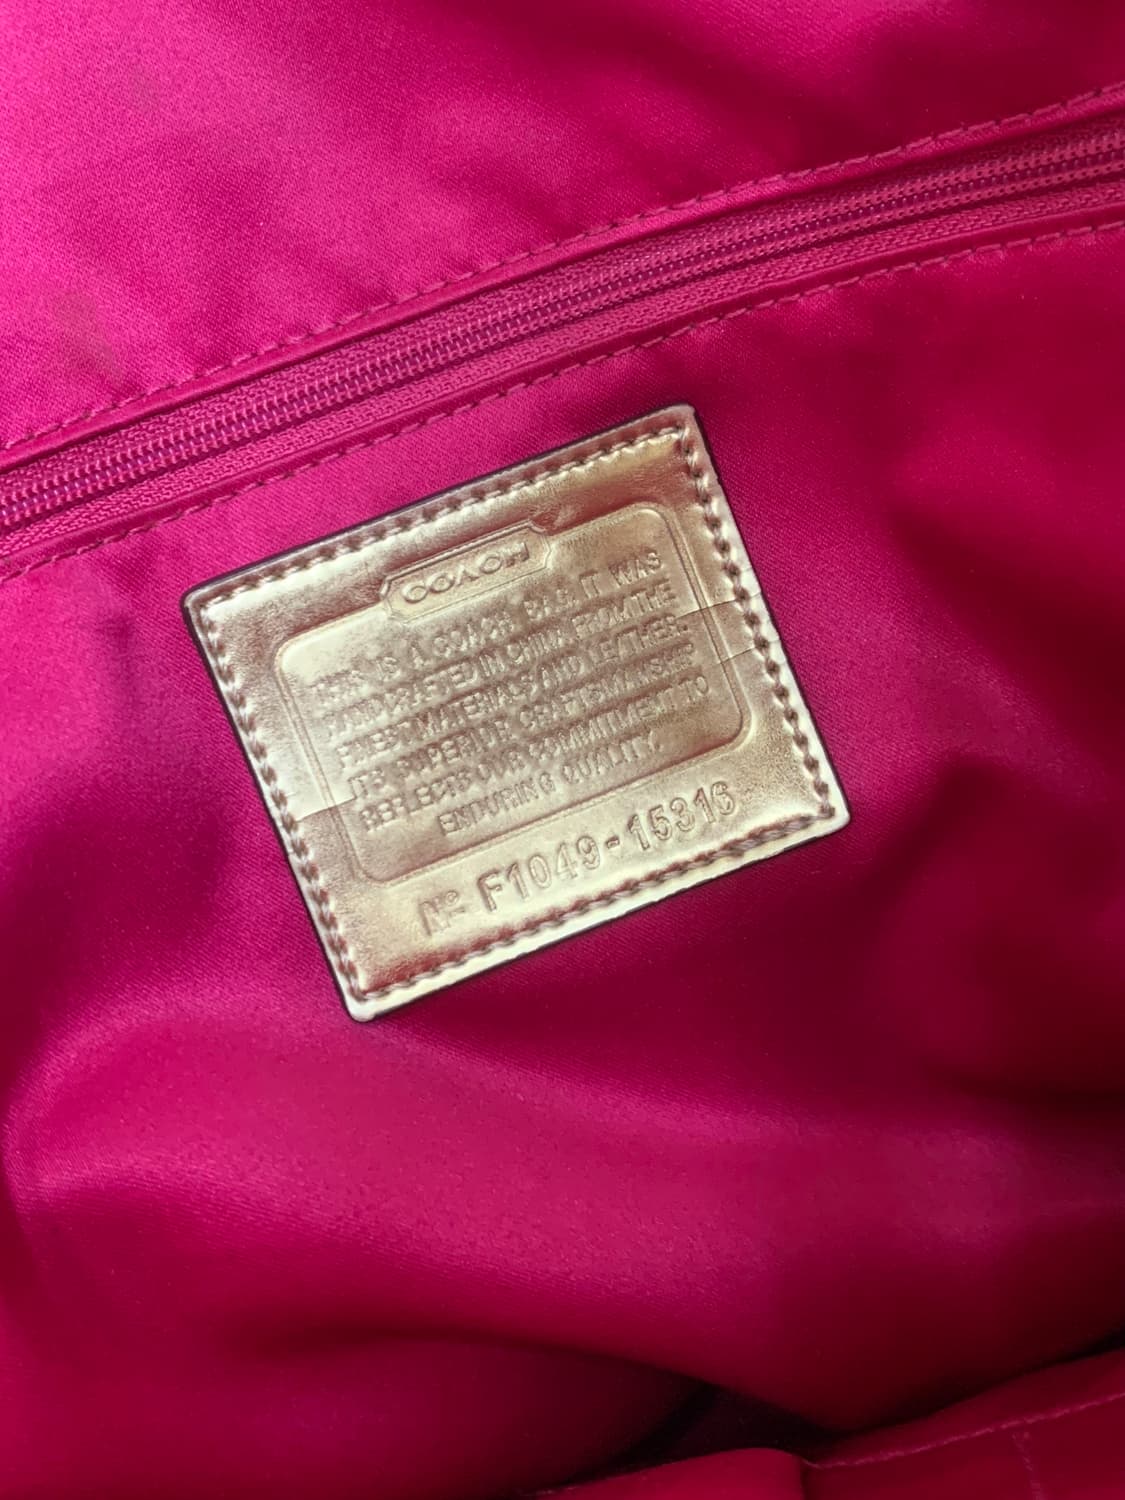 COACH
THIS IS A COACH BAG. IT WAS
HANDCRAFTED IN CHINA FROM THE
FINEST MATERIALS AND LEATHER.
ITS SUPERIOR CRAFTSMANSHIP
REFLECTS OUR COMMITMENT TO
ENDURING QUALITY.
Nº F1049-15316